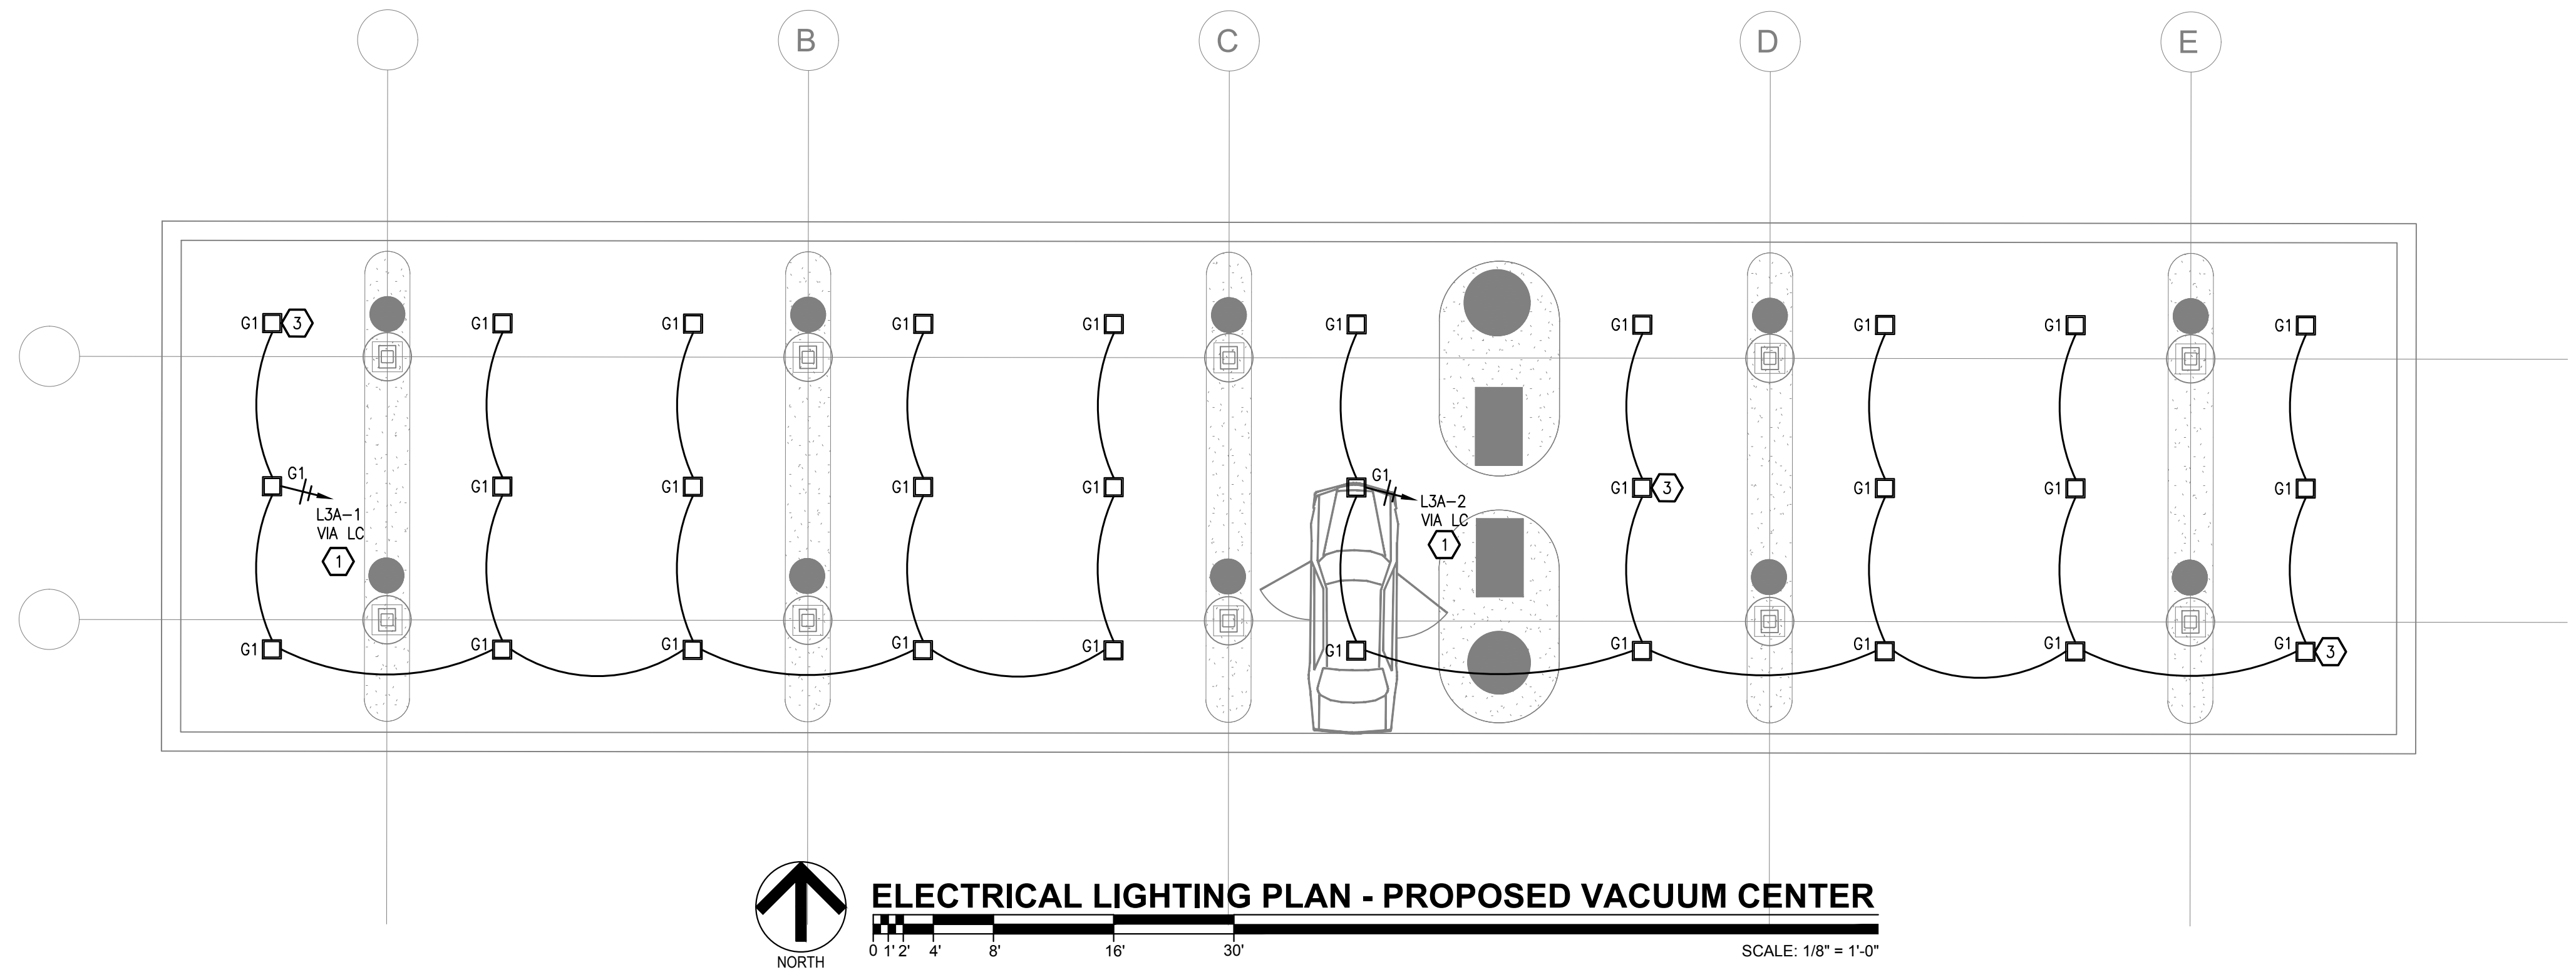 B C D E
G1 3 G1 G1 G1 G1 G1 G1 G1 G1 G1
G1 G1 G1 G1 G1 G1 G1 3 G1 G1 G1
L3A-1 L3A-2
VIA LC VIA LC
1 1
G1 G1 G1 G1 G1 G1 G1 G1 G1 G1 3
ELECTRICAL LIGHTING PLAN - PROPOSED VACUUM CENTER
0 1' 2' 4' 8' 16' 30' SCALE: 1/8" = 1'-0"
NORTH